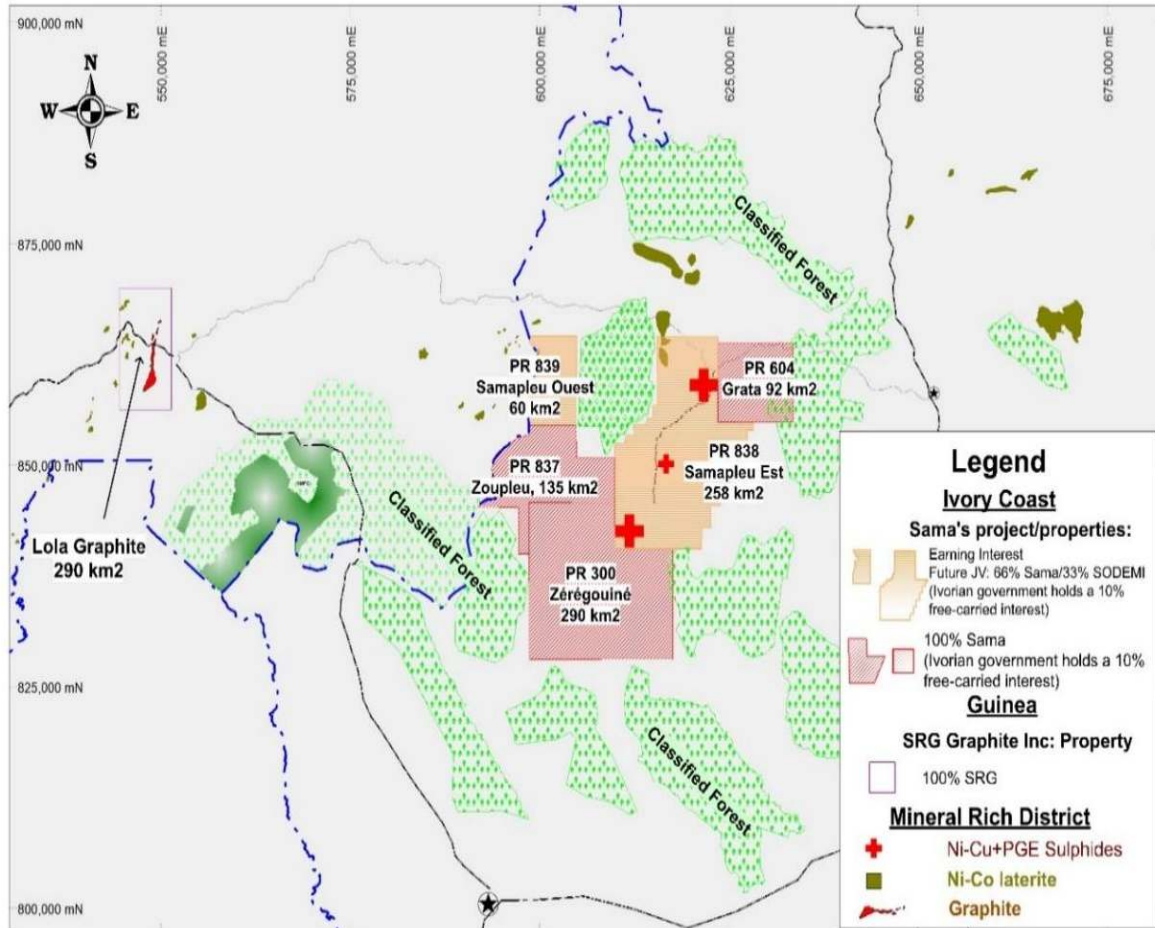 900,000 mN
875,000 mN
850,000 mN
825,000 mN
800,000 mN
550,000 mE
575,000 mE
600,000 mE
625,000 mE
650,000 mE
675,000 mE
N
W E
S
Classified Forest
PR 839
Samapleu Ouest
60 km2
PR 604
Grata 92 km2
PR 838
Samapleu Est
258 km2
PR 837
Zoupleu, 135 km2
PR 300
Zérégouiné
290 km2
Lola Graphite
290 km2
Classified Forest
Classified Forest
Legend
Ivory Coast
Sama's project/properties:
Earning Interest
Future JV: 66% Sama/33% SODEMI
(Ivorian government holds a 10%
free-carried interest)
100% Sama
(Ivorian government holds a 10%
free-carried interest)
Guinea
SRG Graphite Inc: Property
100% SRG
Mineral Rich District
Ni-Cu+PGE Sulphides
Ni-Co laterite
Graphite